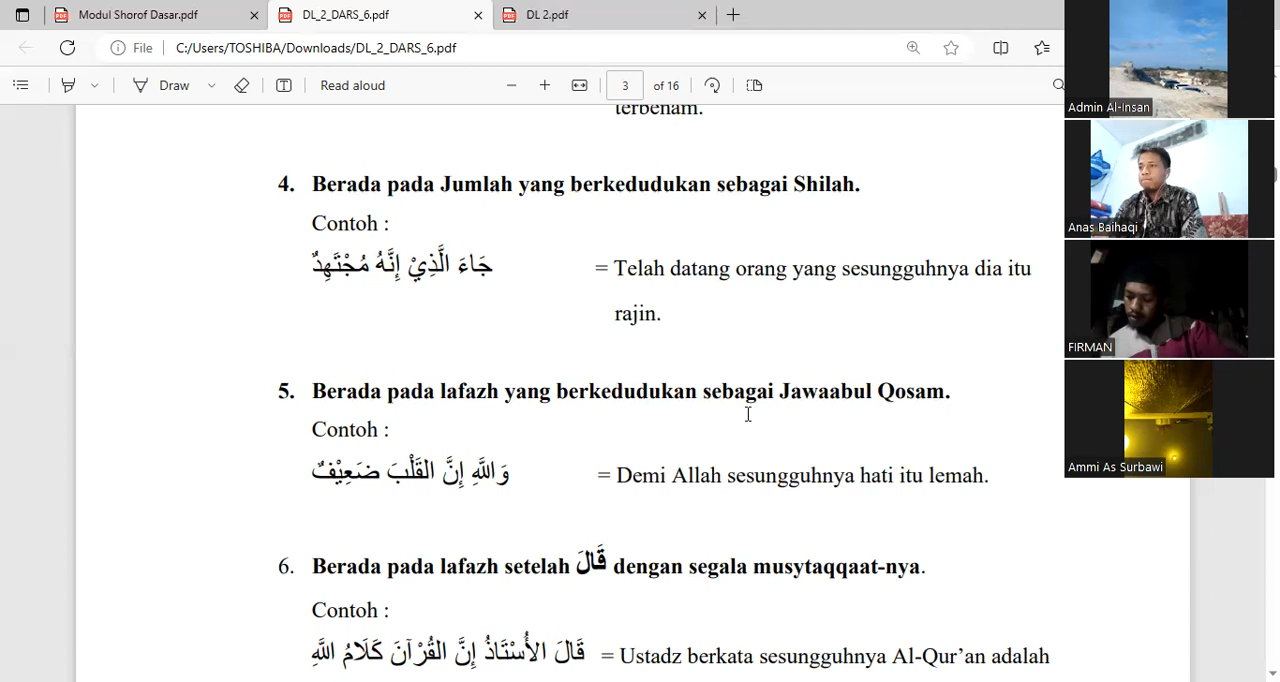 Modul Shorof Dasar.pdf
DL_2_DARS_6.pdf
DL 2.pdf
File
C:/Users/TOSHIBA/Downloads/DL_2_DARS_6.pdf
Draw
Read aloud
3 of 16
terbenam.
4. Berada pada Jumlah yang berkedudukan sebagai Shilah.
Contoh :
جَاءَ الَّذِيْ إِنَّهُ مُجْتَهِدٌ = Telah datang orang yang sesungguhnya dia itu
rajin.
5. Berada pada lafazh yang berkedudukan sebagai Jawaabul Qosam.
Contoh :
وَاللَّهِ إِنَّ القَلْبَ ضَعِيْفٌ = Demi Allah sesungguhnya hati itu lemah.
6. Berada pada lafazh setelah قَالَ dengan segala musytaqqaat-nya.
Contoh :
قَالَ الأُسْتَاذُ إِنَّ القُرْآنَ كَلَامُ اللَّهِ = Ustadz berkata sesungguhnya Al-Qur’an adalah
Admin Al-Insan
Anas Baihaqi
FIRMAN
Ammi As Surbawi